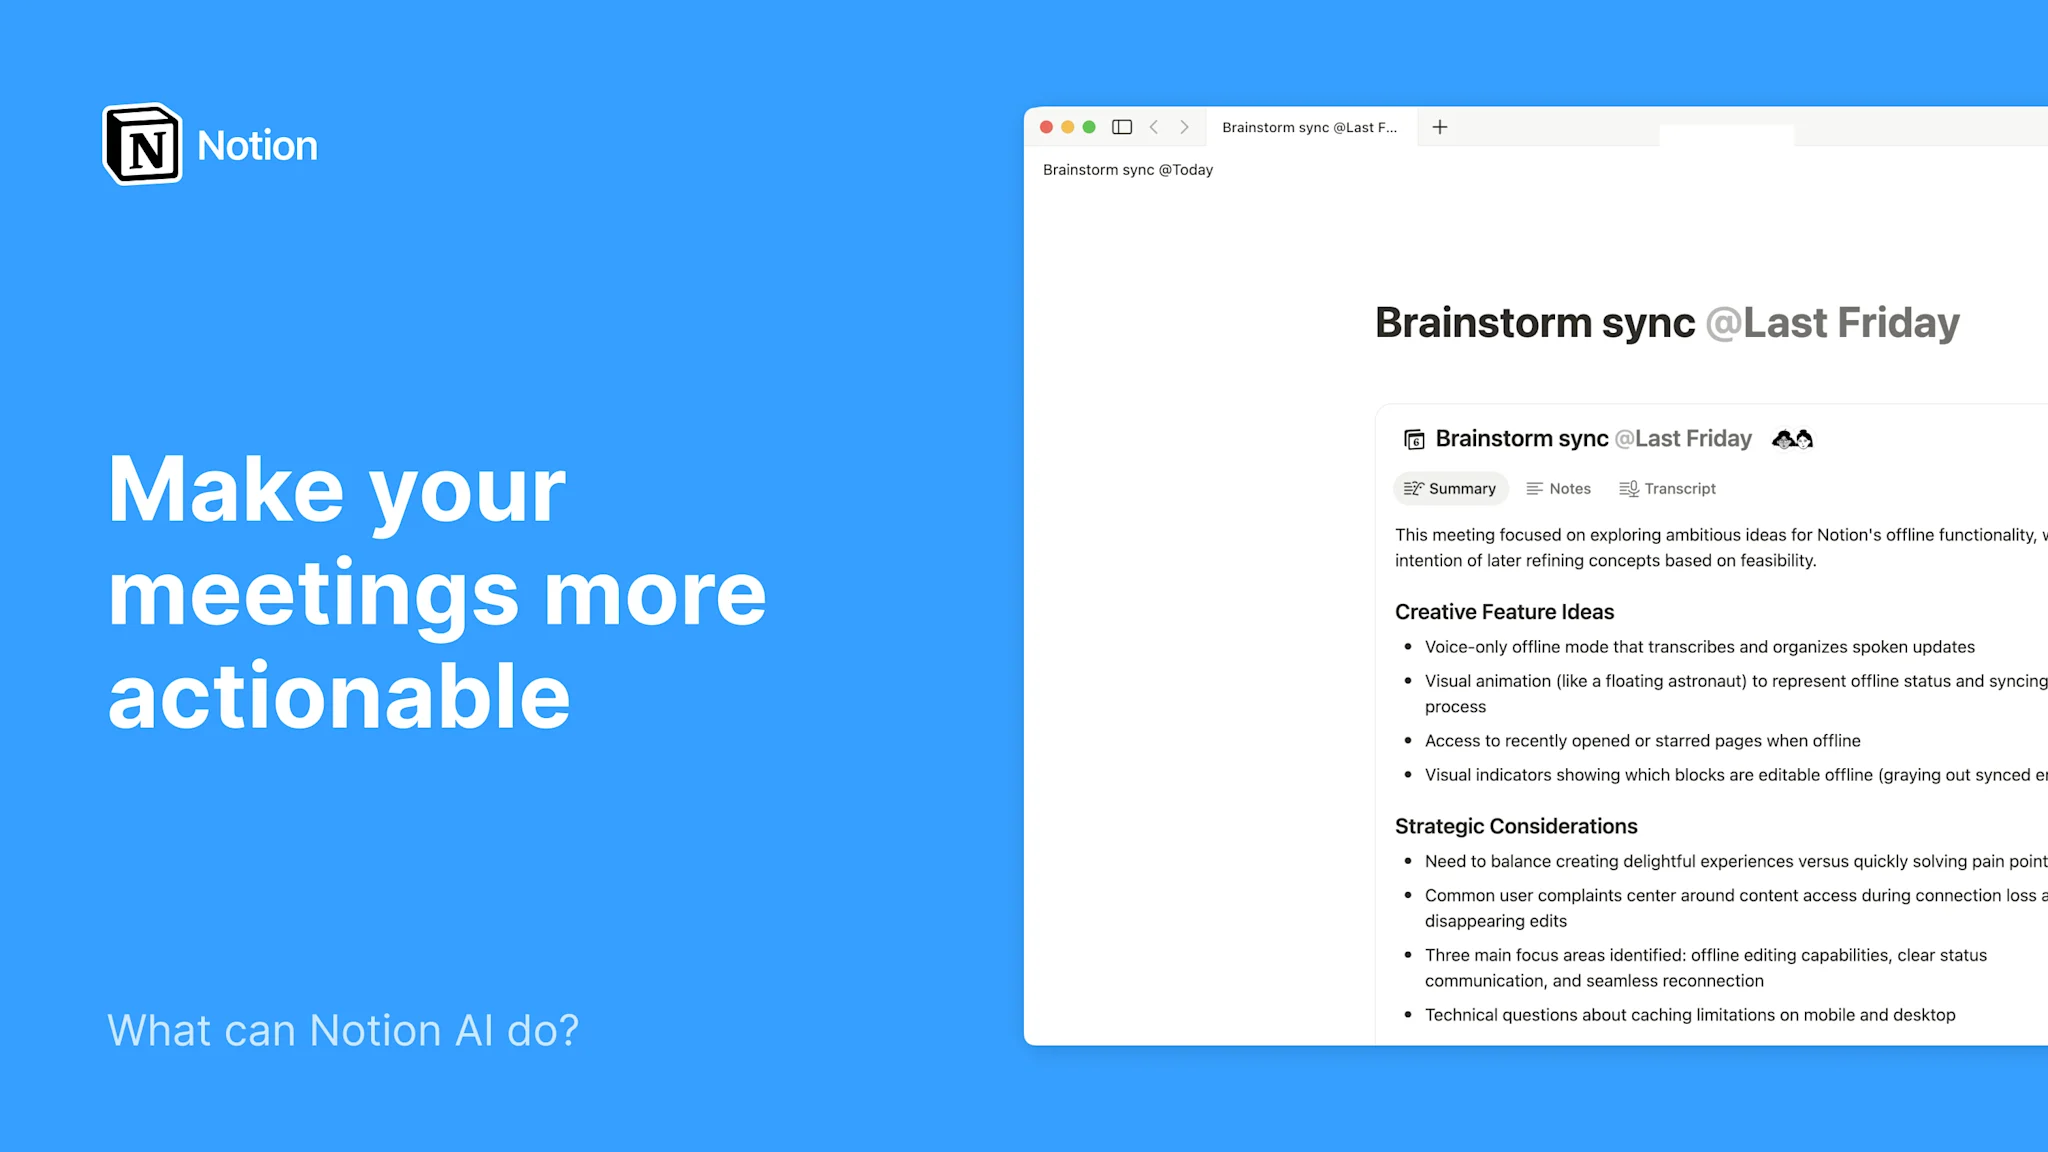 Notion
Make your
meetings more
actionable
What can Notion AI do?
Brainstorm sync @Last F...
Brainstorm sync @Today
Brainstorm sync @Last Friday
Brainstorm sync @Last Friday
Summary Notes Transcript
This meeting focused on exploring ambitious ideas for Notion's offline functionality,
intention of later refining concepts based on feasibility.
Creative Feature Ideas
• Voice-only offline mode that transcribes and organizes spoken updates
• Visual animation (like a floating astronaut) to represent offline status and syncing
process
• Access to recently opened or starred pages when offline
• Visual indicators showing which blocks are editable offline (graying out synced
Strategic Considerations
• Need to balance creating delightful experiences versus quickly solving pain point
• Common user complaints center around content access during connection loss
disappearing edits
• Three main focus areas identified: offline editing capabilities, clear status
communication, and seamless reconnection
• Technical questions about caching limitations on mobile and desktop